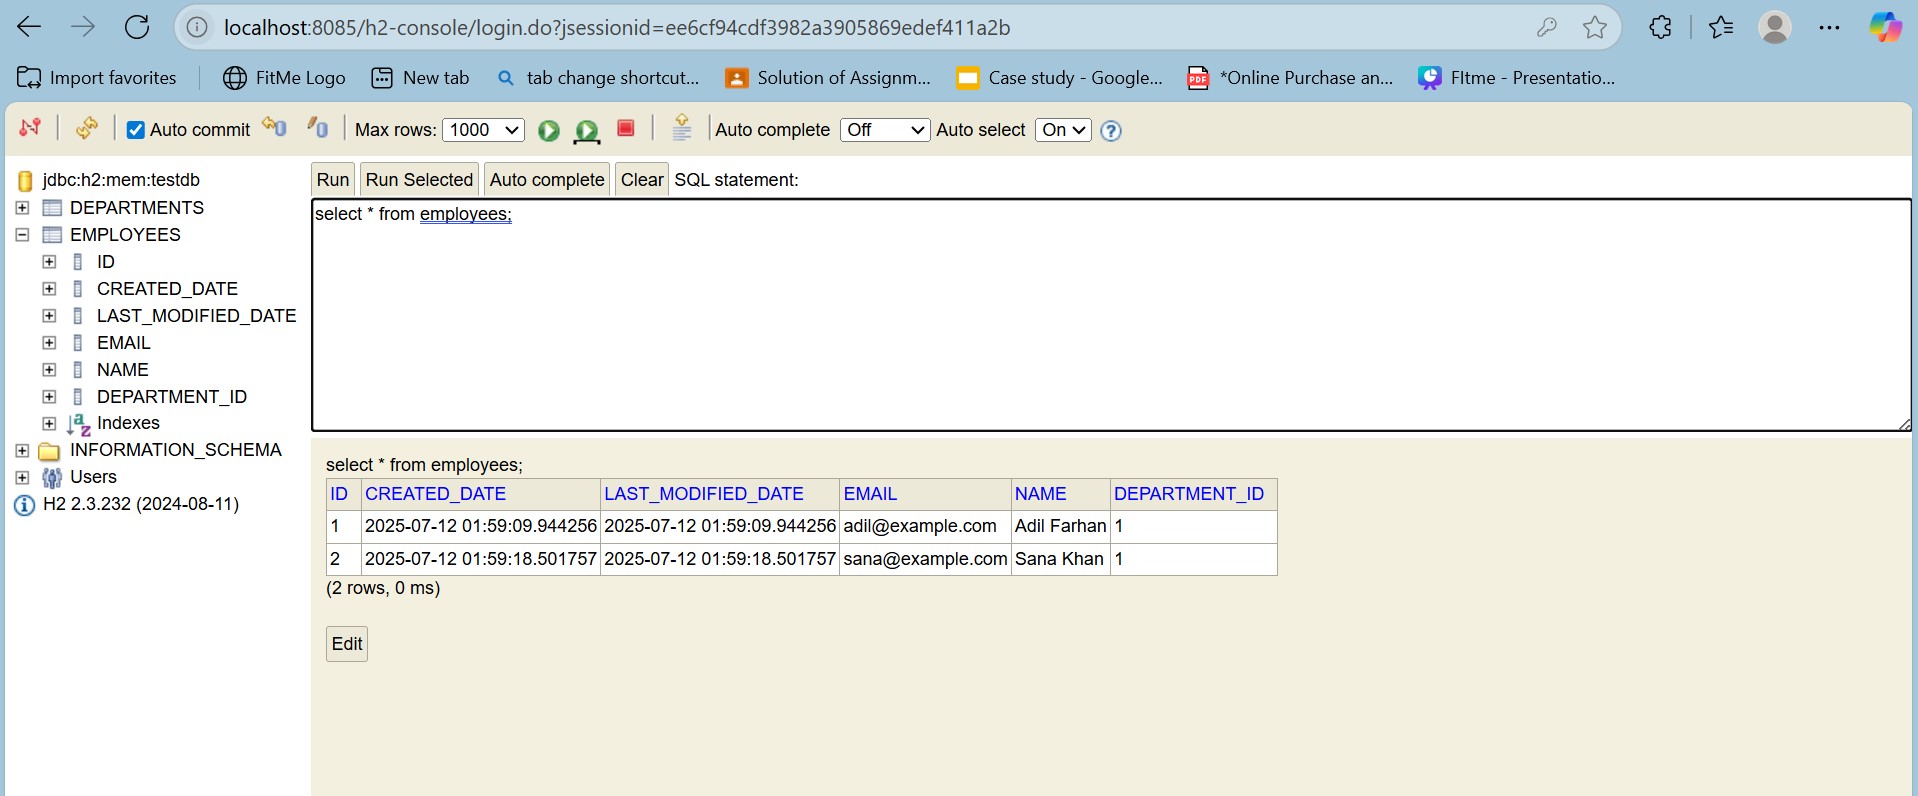 localhost:8085/h2-console/login.do?jsessionid=ee6cf94cdf3982a3905869edef411a2b
Import favorites FitMe Logo New tab tab change shortcut... Solution of Assignm... Case study - Google... PDF *Online Purchase an... FItme - Presentatio...
Auto commit Max rows: 1000 Auto complete Off Auto select On ?
jdbc:h2:mem:testdb
DEPARTMENTS
EMPLOYEES
ID
CREATED_DATE
LAST_MODIFIED_DATE
EMAIL
NAME
DEPARTMENT_ID
Indexes
INFORMATION_SCHEMA
Users
H2 2.3.232 (2024-08-11)
Run Run Selected Auto complete Clear SQL statement:
select * from employees;
select * from employees;
ID CREATED_DATE LAST_MODIFIED_DATE EMAIL NAME DEPARTMENT_ID
1 2025-07-12 01:59:09.944256 2025-07-12 01:59:09.944256 adil@example.com Adil Farhan 1
2 2025-07-12 01:59:18.501757 2025-07-12 01:59:18.501757 sana@example.com Sana Khan 1
(2 rows, 0 ms)
Edit